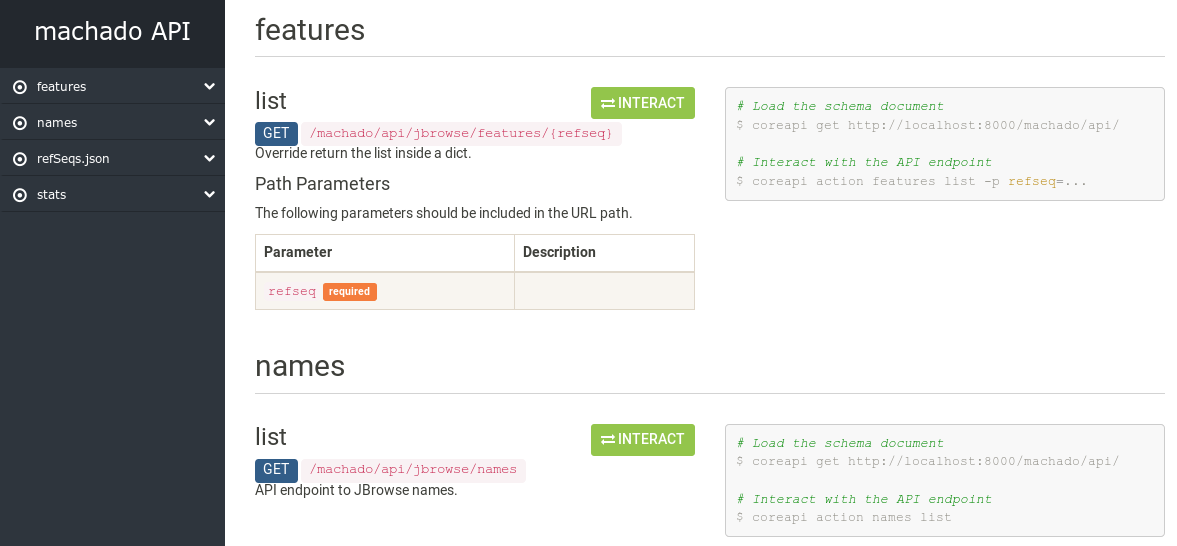 machado API
features
names
refSeqs.json
stats
features
list
INTERACT
GET /machado/api/jbrowse/features/{refseq}
Override return the list inside a dict.
Path Parameters
The following parameters should be included in the URL path.
Parameter Description
refseq required
# Load the schema document
$ coreapi get http://localhost:8000/machado/api/
# Interact with the API endpoint
$ coreapi action features list -p refseq=...
names
list
INTERACT
GET /machado/api/jbrowse/names
API endpoint to JBrowse names.
# Load the schema document
$ coreapi get http://localhost:8000/machado/api/
# Interact with the API endpoint
$ coreapi action names list